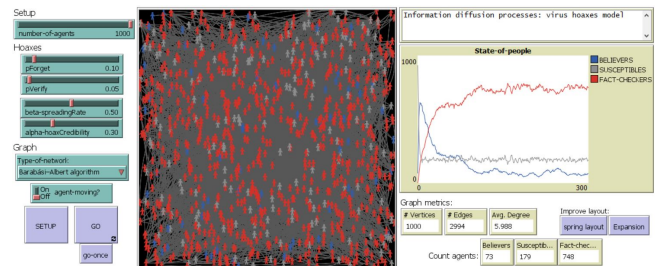 Setup
number-of-agents 1000
Hoaxes
pForget 0.10
pVerify 0.05
beta-spreadingRate 0.50
alpha-hoaxCredibility 0.30
Graph
Type-of-network:
Barabási-Albert algorithm
On
Off
agent-moving?
SETUP
GO
go-once
Information diffusion processes: virus hoaxes model
State-of-people
1000
0
0
300
BELIEVERS
SUSCEPTIBLES
FACT-CHECKERS
Graph metrics:
# Vertices
1000
# Edges
2994
Avg. Degree
5.988
Improve layout:
spring layout
Expansion
Count agents:
Believers
73
Susceptib...
179
Fact-chec...
748